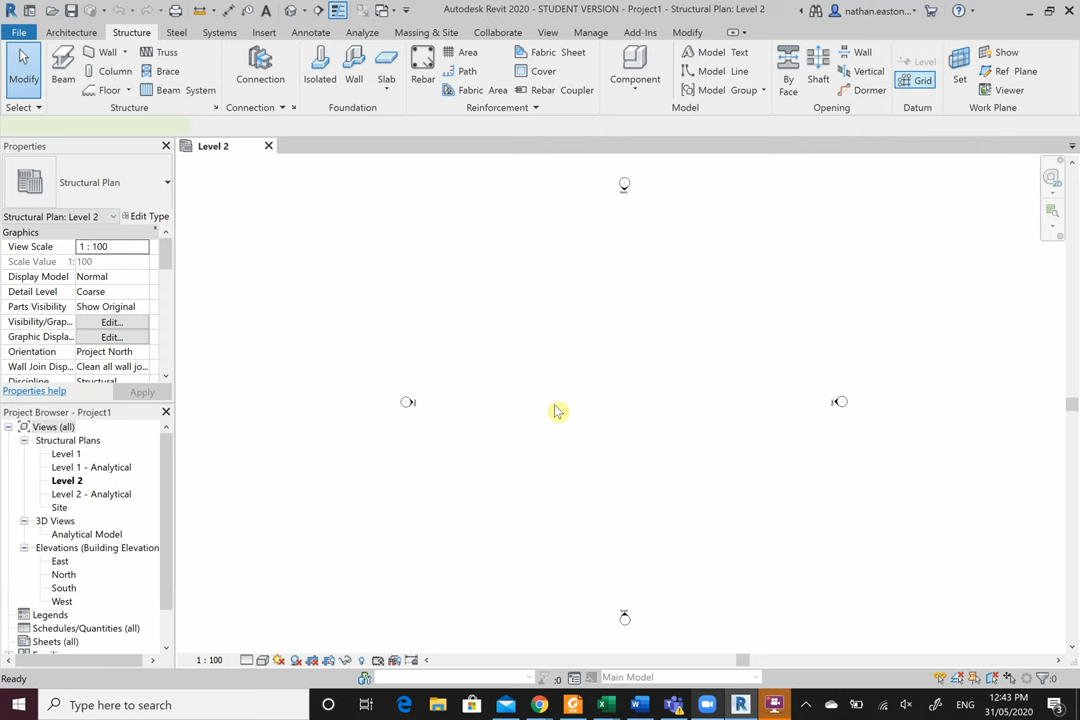 Autodesk Revit 2020 - STUDENT VERSION - Project1 - Structural Plan: Level 2
nathan.easton...
File Architecture Structure Steel Systems Insert Annotate Analyze Massing & Site Collaborate View Manage Add-Ins Modify
Modify
Select
Beam
Wall
Column
Floor
Truss
Brace
Beam System
Structure
Connection
Connection
Isolated
Wall
Slab
Foundation
Rebar
Area
Path
Fabric Area
Fabric Sheet
Cover
Rebar Coupler
Reinforcement
Component
Model Text
Model Line
Model Group
Model
By
Face
Shaft
Wall
Vertical
Dormer
Opening
Level
Grid
Datum
Set
Show
Ref Plane
Viewer
Work Plane
Properties
Structural Plan
Structural Plan: Level 2
Edit Type
Graphics
View Scale 1 : 100
Scale Value 1: 100
Display Model Normal
Detail Level Coarse
Parts Visibility Show Original
Visibility/Grap... Edit...
Graphic Displa... Edit...
Orientation Project North
Wall Join Disp... Clean all wall jo...
Discipline Structural
Properties help
Apply
Project Browser - Project1
Views (all)
Structural Plans
Level 1
Level 1 - Analytical
Level 2
Level 2 - Analytical
Site
3D Views
Analytical Model
Elevations (Building Elevation
East
North
South
West
Legends
Schedules/Quantities (all)
Sheets (all)
Level 2
2D
1 : 100
Ready
:0
Main Model
:0
Type here to search
ENG
12:43 PM
31/05/2020
3